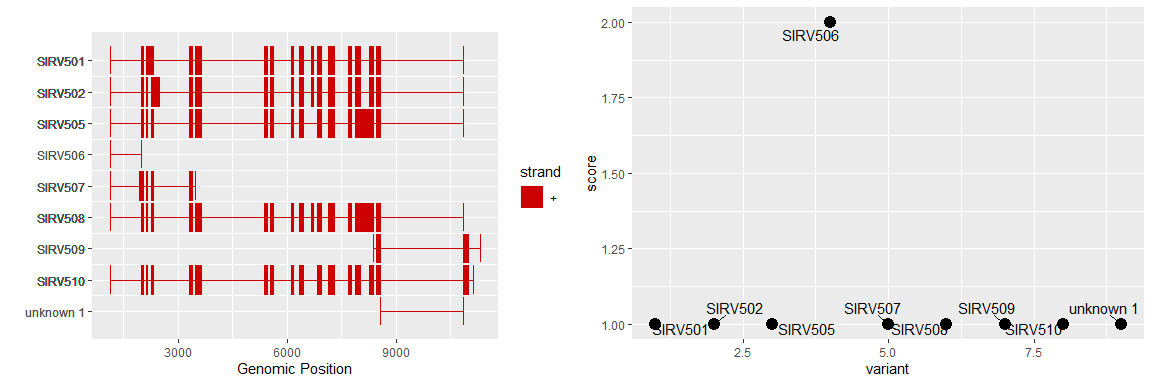 SIRV501
SIRV502
SIRV505
SIRV506
SIRV507
SIRV508
SIRV509
SIRV510
unknown 1
3000
6000
9000
Genomic Position
strand
+
score
2.00
1.75
1.50
1.25
1.00
SIRV506
SIRV502
SIRV507
SIRV509
unknown 1
SIRV501
SIRV505
SIRV508
SIRV510
2.5
5.0
7.5
variant